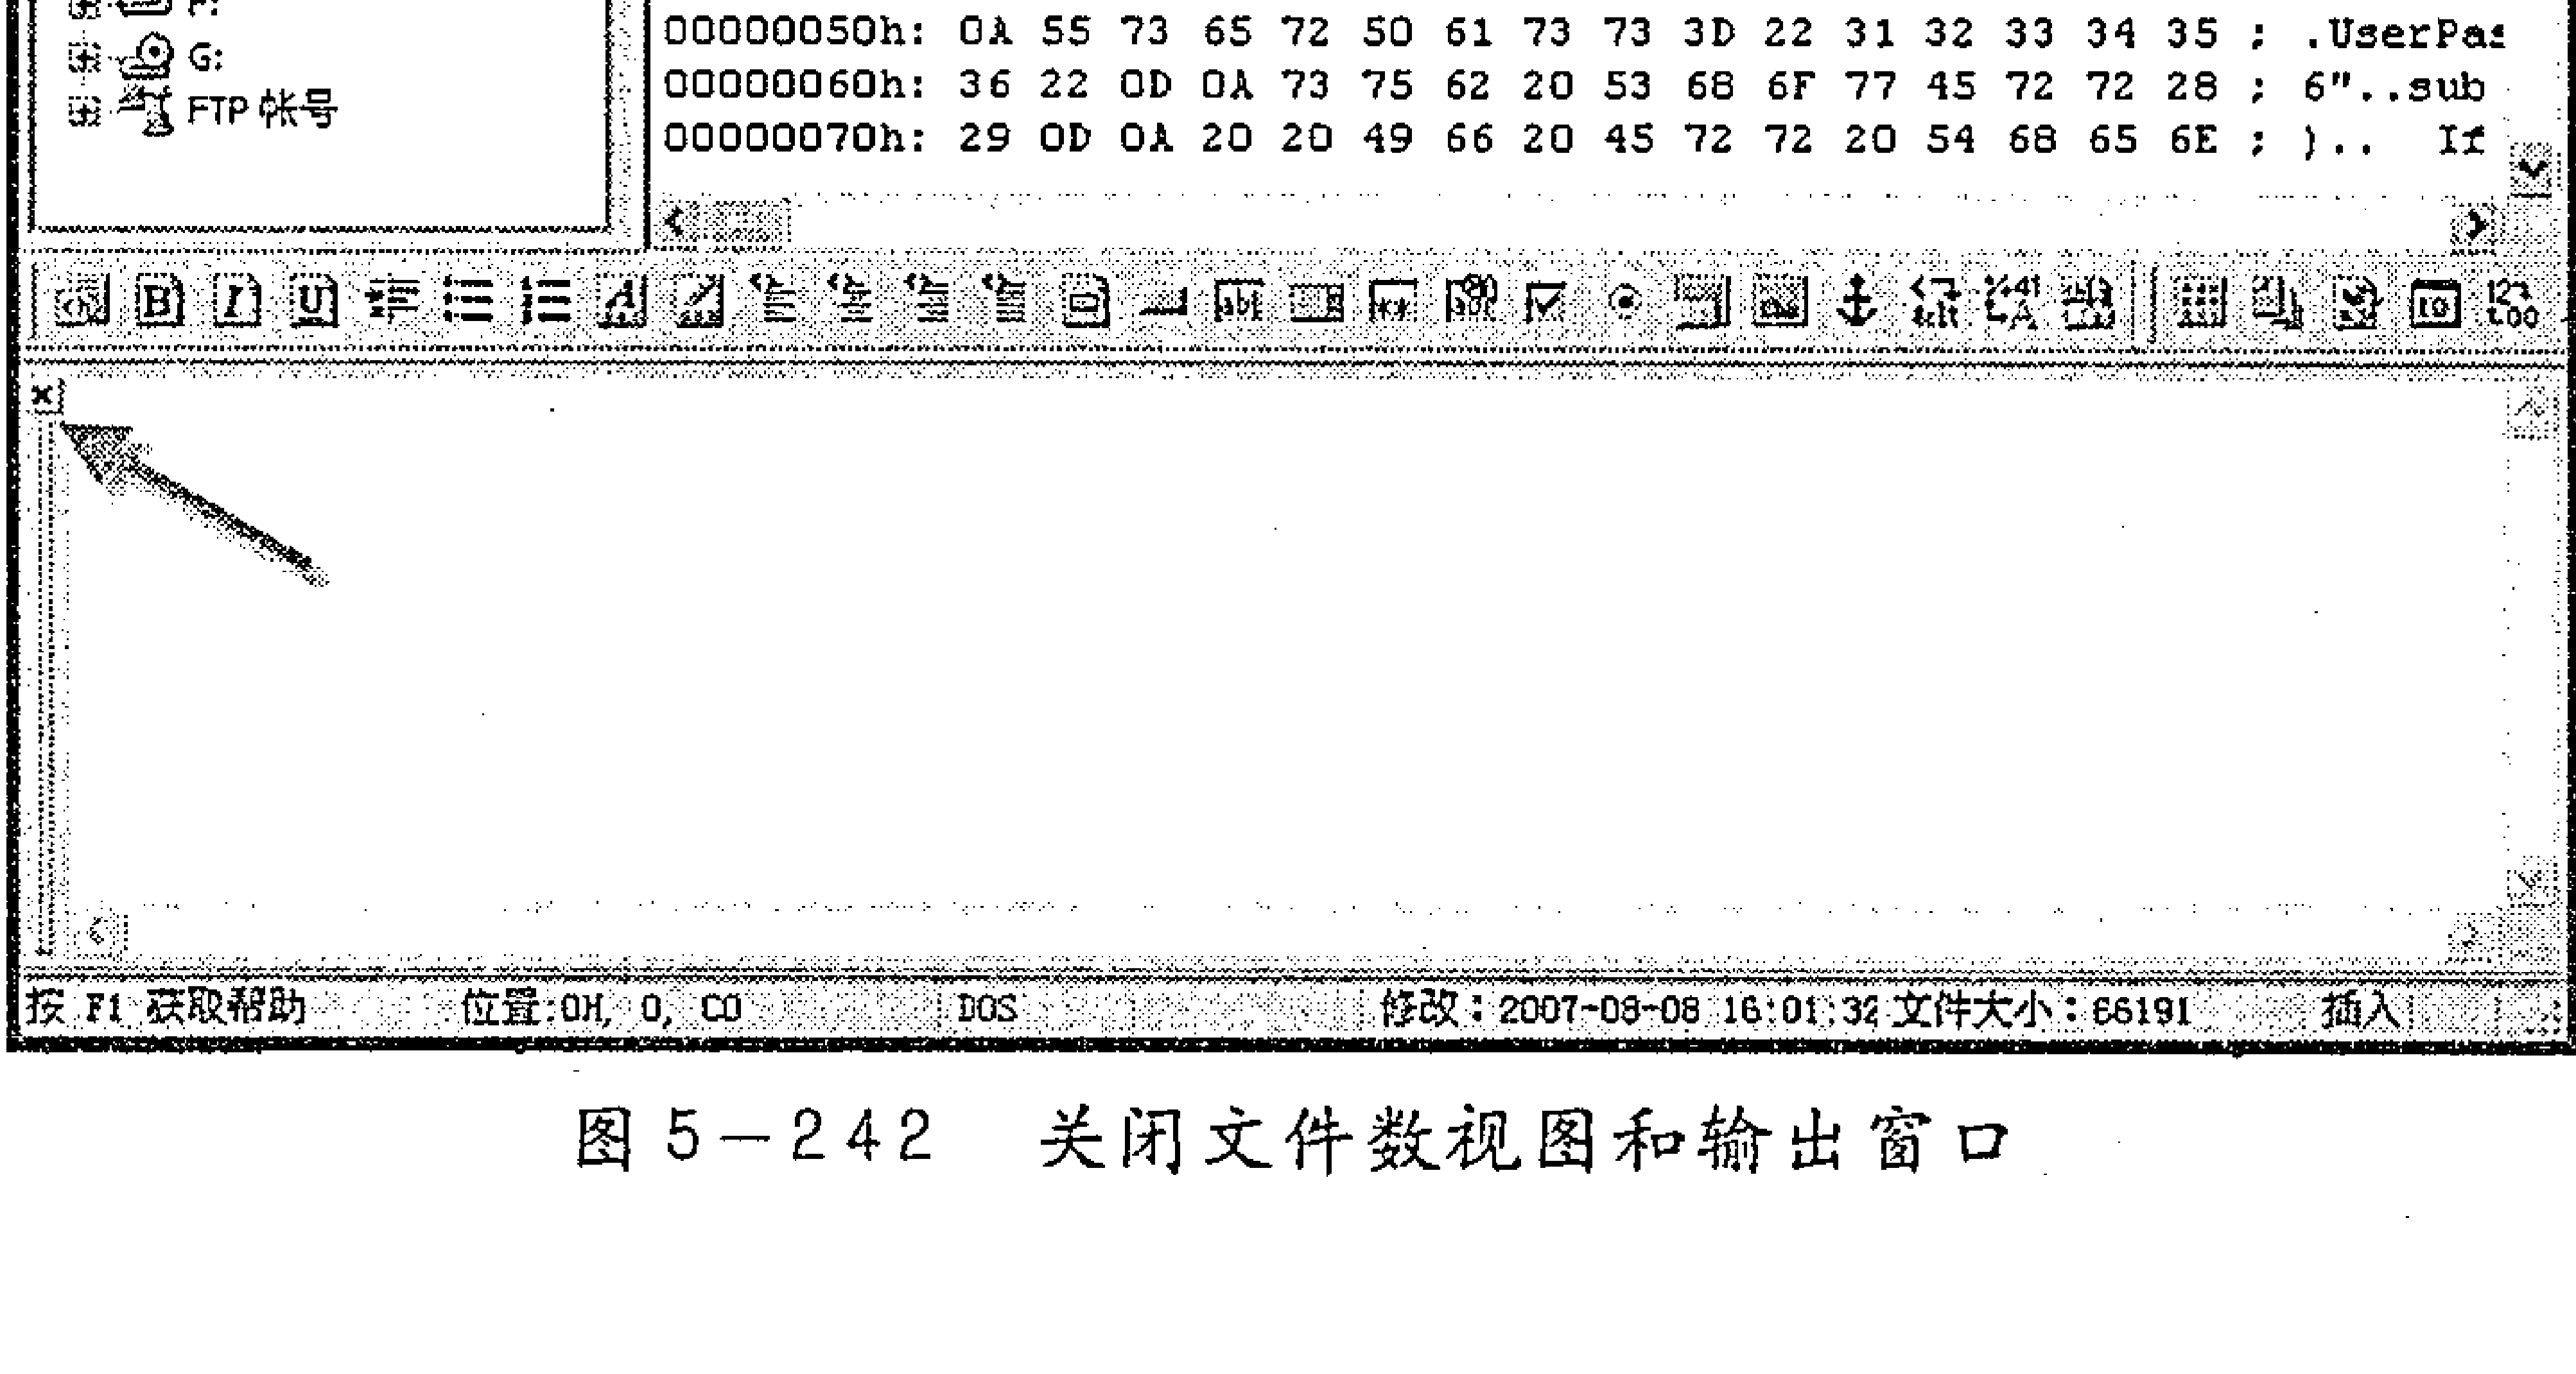 F:
G:
FTP 帐号
00000050h: 0A 55 73 65 72 50 61 73 73 3D 22 31 32 33 34 35 ; .UserPas
00000060h: 36 22 0D 0A 73 75 62 20 53 68 6F 77 45 72 72 28 ; 6"..sub
00000070h: 29 0D 0A 20 20 49 66 20 45 72 72 20 54 68 65 6E ; ).. If
按 F1 获取帮助 位置:0H, 0, C0 DOS 修改：2007-08-08 16:01:32 文件大小：66191 插入
图 5-242 关闭文件数视图和输出窗口